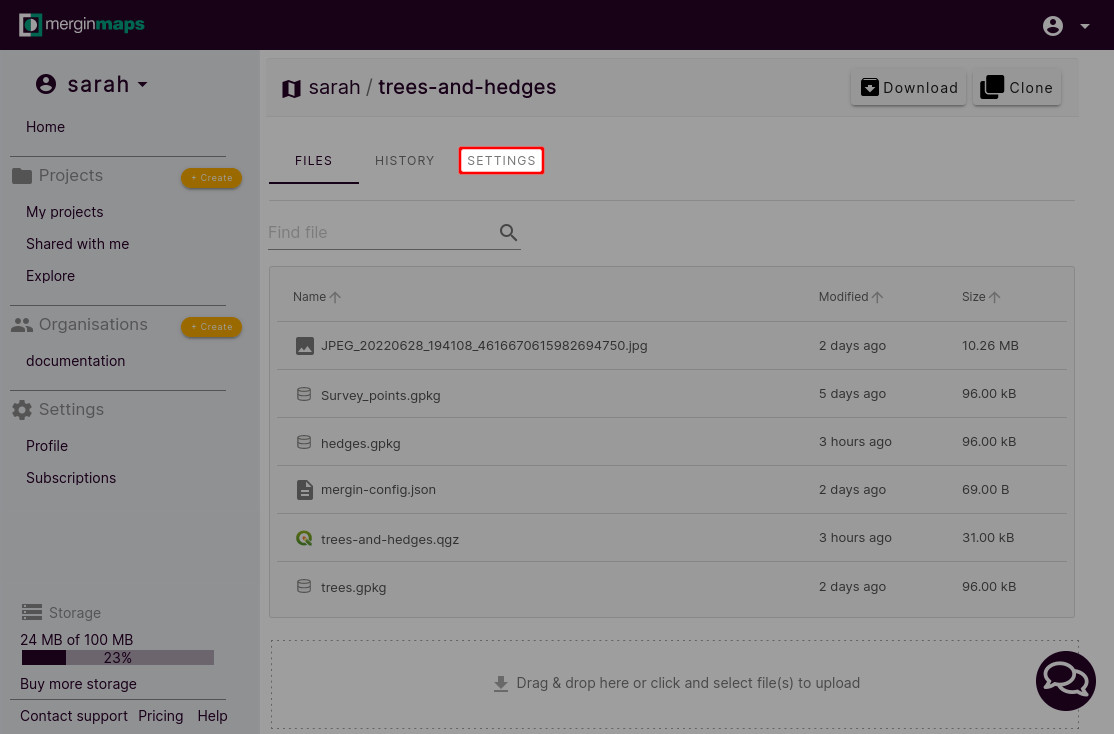 merginmaps
sarah
Home
Projects
+ Create
My projects
Shared with me
Explore
Organisations
+ Create
documentation
Settings
Profile
Subscriptions
Storage
24 MB of 100 MB
23%
Buy more storage
Contact support Pricing Help
sarah / trees-and-hedges
Download Clone
FILES HISTORY SETTINGS
Find file
Name Modified Size
JPEG_20220628_194108_4616670615982694750.jpg 2 days ago 10.26 MB
Survey_points.gpkg 5 days ago 96.00 kB
hedges.gpkg 3 hours ago 96.00 kB
mergin-config.json 2 days ago 69.00 B
trees-and-hedges.qgz 3 hours ago 31.00 kB
trees.gpkg 2 days ago 96.00 kB
Drag & drop here or click and select file(s) to upload